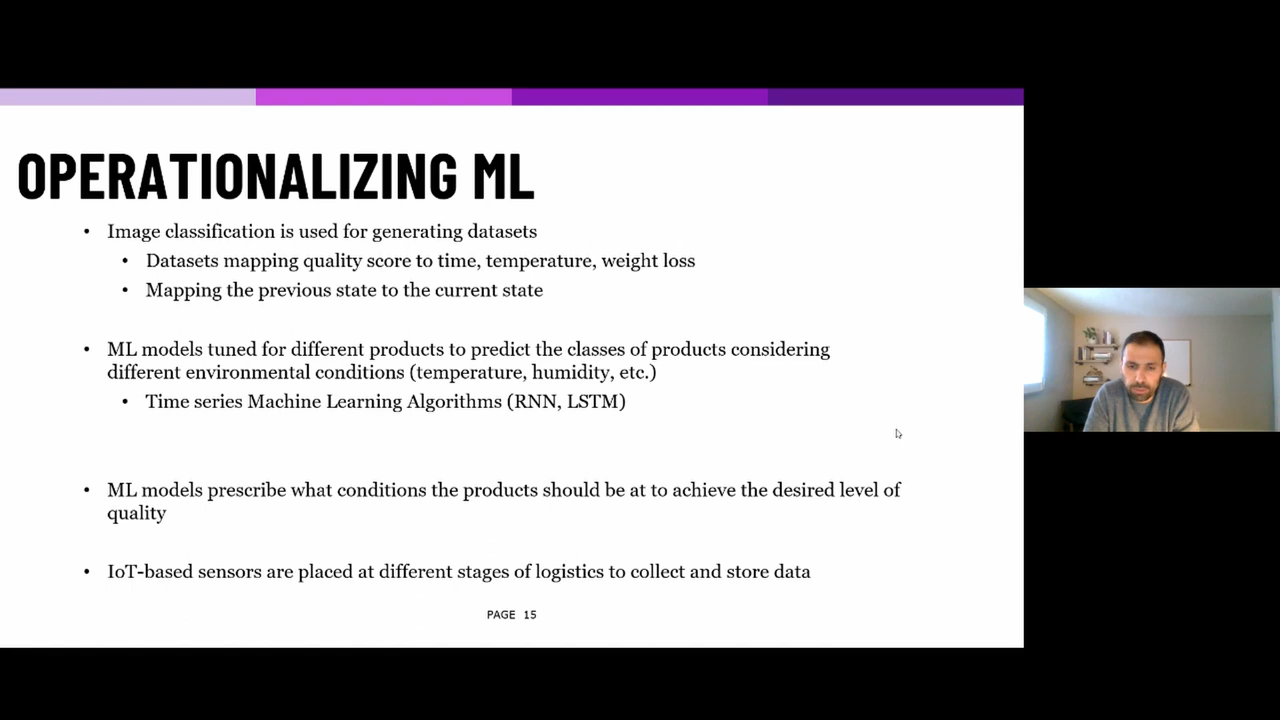 OPERATIONALIZING ML
• Image classification is used for generating datasets
• Datasets mapping quality score to time, temperature, weight loss
• Mapping the previous state to the current state
• ML models tuned for different products to predict the classes of products considering
different environmental conditions (temperature, humidity, etc.)
• Time series Machine Learning Algorithms (RNN, LSTM)
• ML models prescribe what conditions the products should be at to achieve the desired level of
quality
• IoT-based sensors are placed at different stages of logistics to collect and store data
PAGE 15